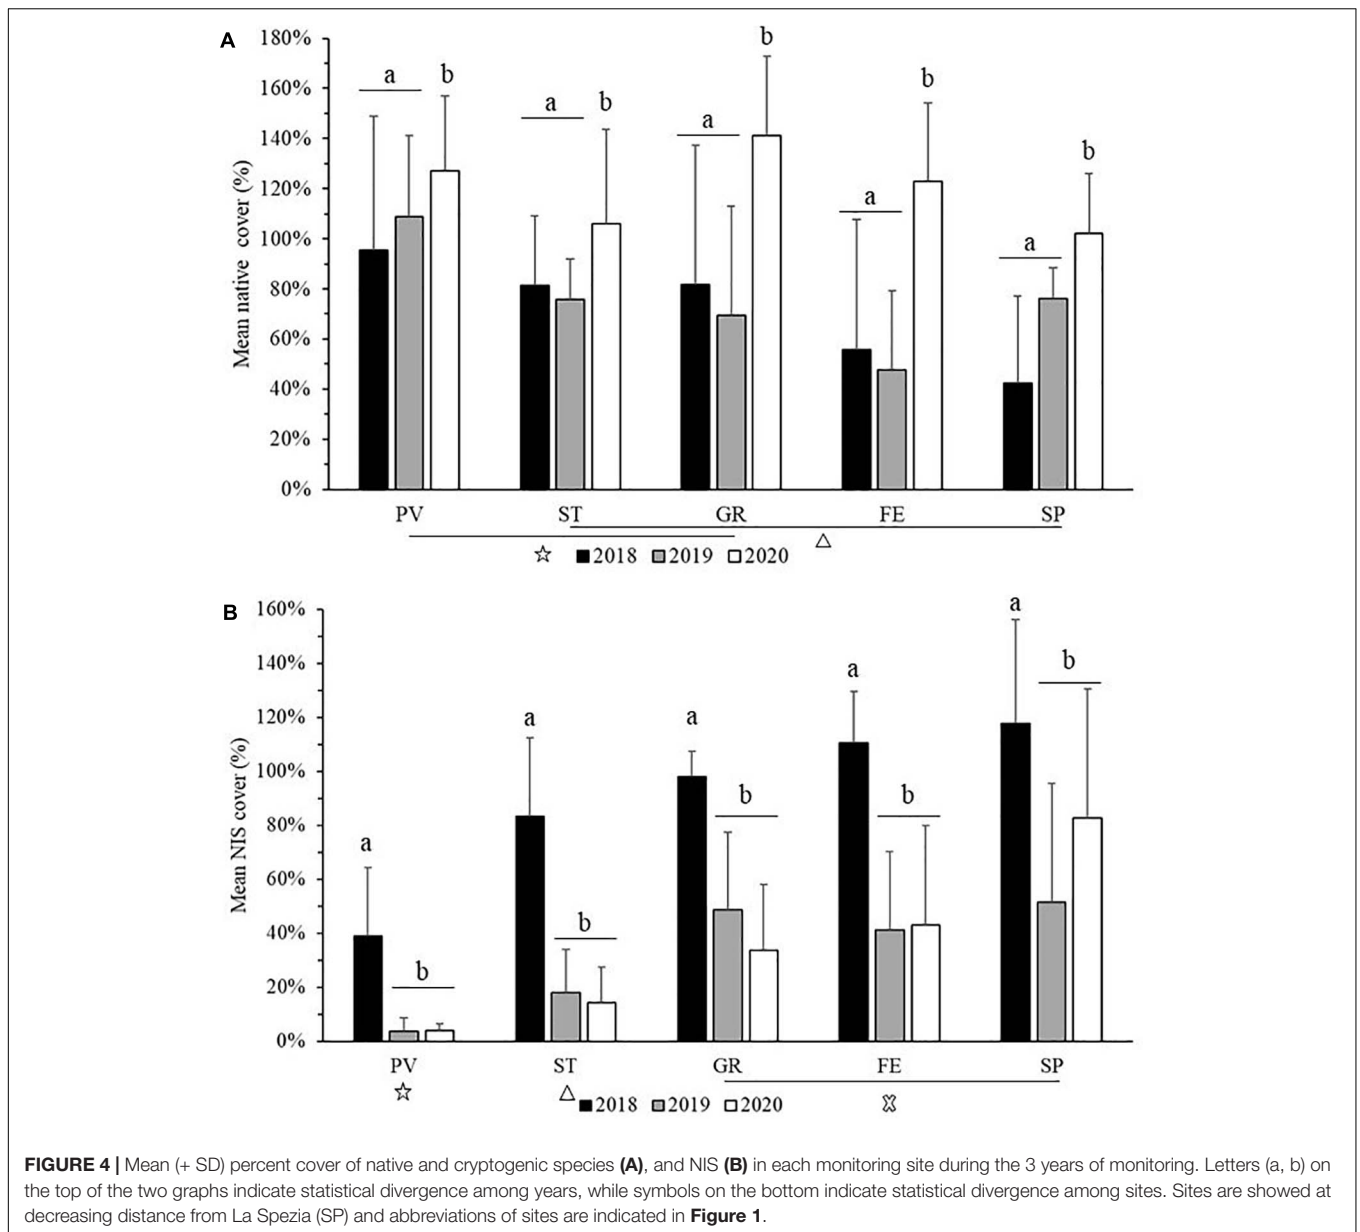 A
180%
160%
140%
120%
100%
80%
60%
40%
20%
0%
Mean native cover (%)
a b a b a b a b a b
PV ST GR FE SP
2018 2019 2020
B
160%
140%
120%
100%
80%
60%
40%
20%
0%
Mean NIS cover (%)
a b a b a b a b a b
PV ST GR FE SP
2018 2019 2020
FIGURE 4 | Mean (+ SD) percent cover of native and cryptogenic species (A), and NIS (B) in each monitoring site during the 3 years of monitoring. Letters (a, b) on
the top of the two graphs indicate statistical divergence among years, while symbols on the bottom indicate statistical divergence among sites. Sites are showed at
decreasing distance from La Spezia (SP) and abbreviations of sites are indicated in Figure 1.